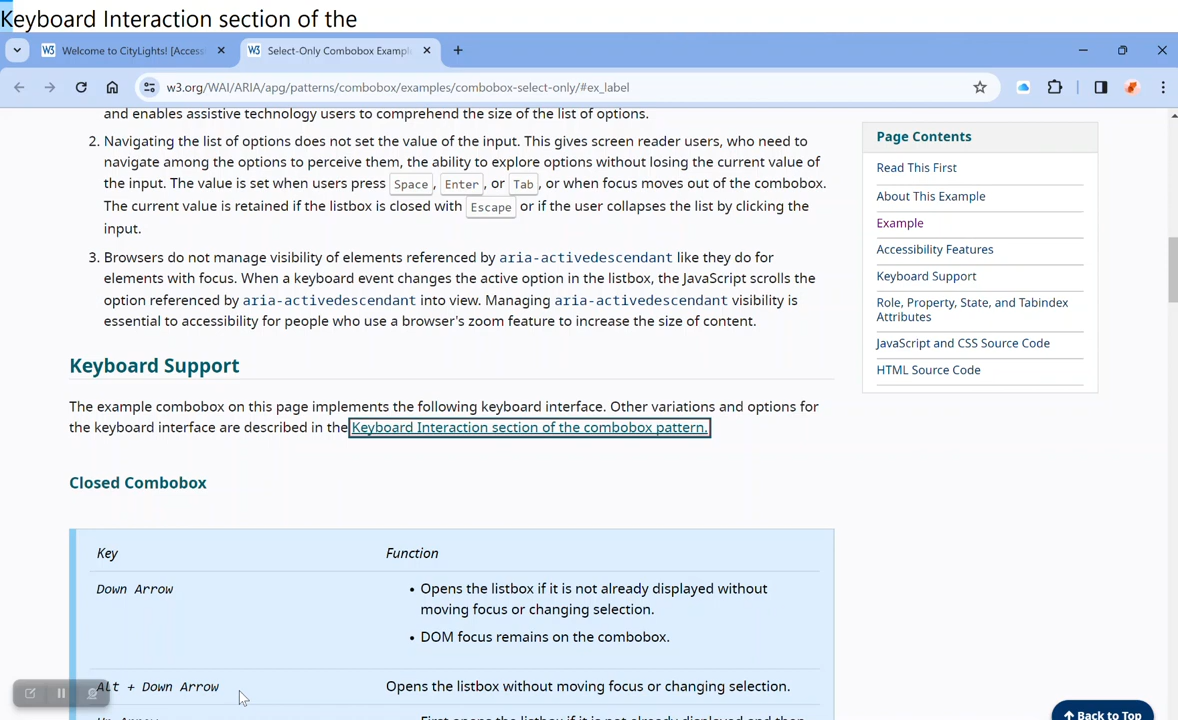 Keyboard Interaction section of the
Welcome to CityLights! [Access
Select-Only Combobox Exampl
w3.org/WAI/ARIA/apg/patterns/combobox/examples/combobox-select-only/#ex_label
and enables assistive technology users to comprehend the size of the list of options.
2. Navigating the list of options does not set the value of the input. This gives screen reader users, who need to
navigate among the options to perceive them, the ability to explore options without losing the current value of
the input. The value is set when users press Space, Enter, or Tab, or when focus moves out of the combobox.
The current value is retained if the listbox is closed with Escape or if the user collapses the list by clicking the
input.
3. Browsers do not manage visibility of elements referenced by aria-activedescendant like they do for
elements with focus. When a keyboard event changes the active option in the listbox, the JavaScript scrolls the
option referenced by aria-activedescendant into view. Managing aria-activedescendant visibility is
essential to accessibility for people who use a browser's zoom feature to increase the size of content.
Keyboard Support
The example combobox on this page implements the following keyboard interface. Other variations and options for
the keyboard interface are described in the Keyboard Interaction section of the combobox pattern.
Closed Combobox
Key Function
Down Arrow
• Opens the listbox if it is not already displayed without
moving focus or changing selection.
• DOM focus remains on the combobox.
Alt + Down Arrow Opens the listbox without moving focus or changing selection.
Up Arrow First opens the listbox if it is not already displayed and then
Page Contents
Read This First
About This Example
Example
Accessibility Features
Keyboard Support
Role, Property, State, and Tabindex
Attributes
JavaScript and CSS Source Code
HTML Source Code
Back to Top